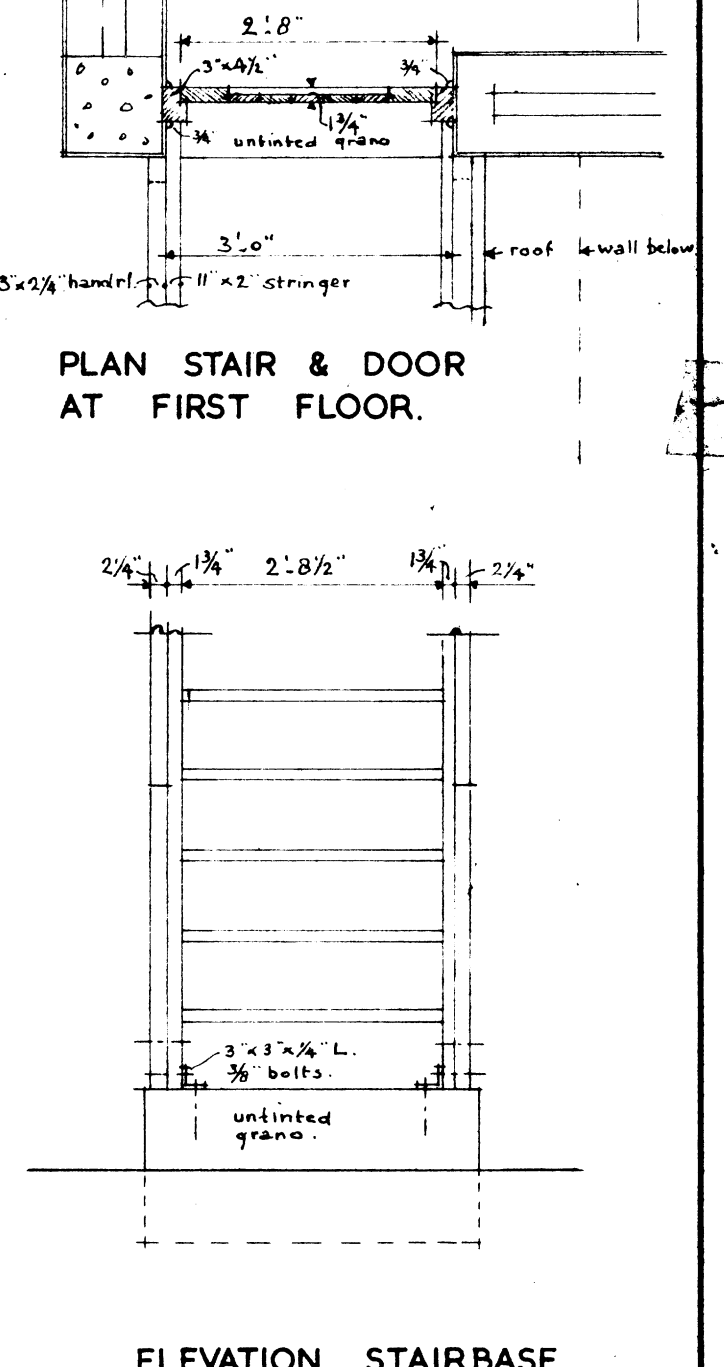 2'-8"
3"x4½"
¾"
¾"
1¾"
untinted grano
3'-0"
roof
wall below
3"x2¼" handrl.
11"x2" stringer
PLAN STAIR & DOOR
AT FIRST FLOOR.
2¼"
1¾"
2'-8½"
1¾"
2¼"
3"x3"x¼" L.
⅜" bolts.
untinted
grano.
ELEVATION STAIRBASE